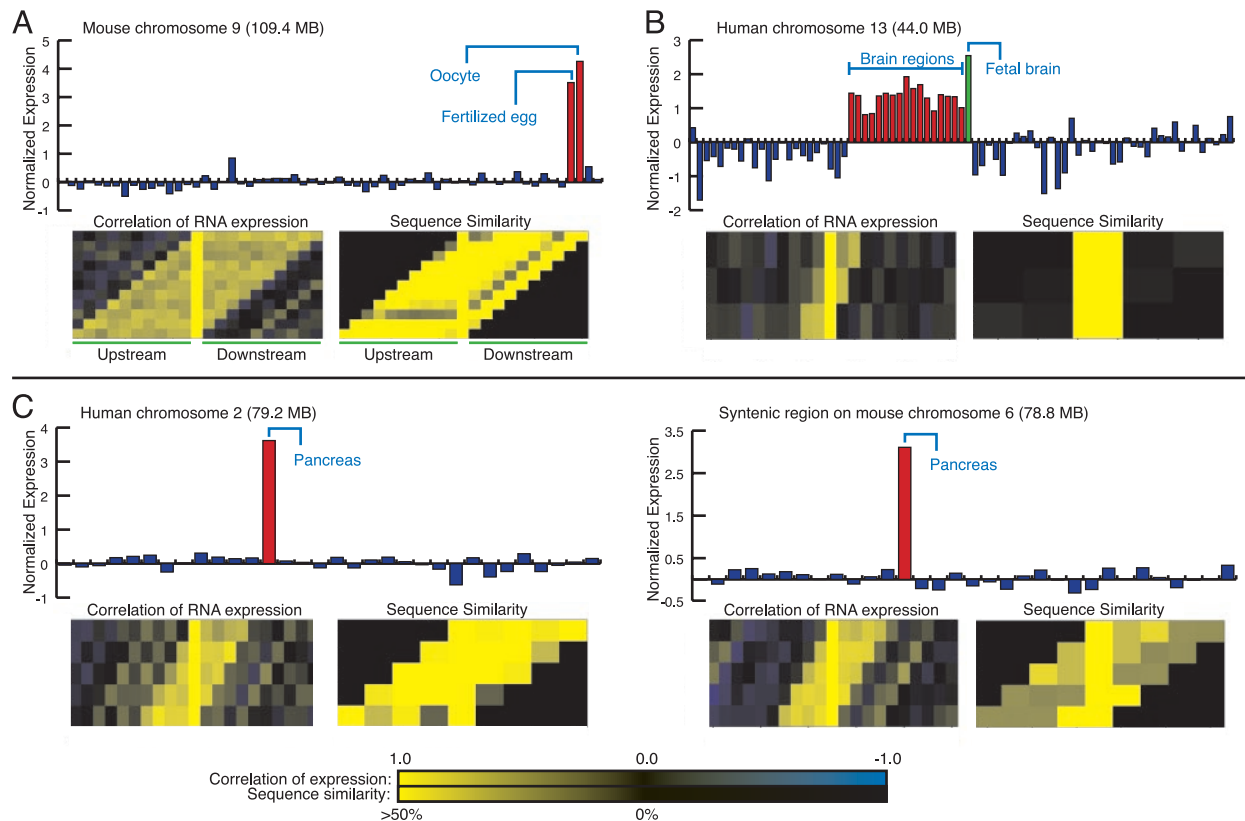 A
Mouse chromosome 9 (109.4 MB)
Normalized Expression
5
4
3
2
1
0
-1
Oocyte
Fertilized egg
Correlation of RNA expression
Sequence Similarity
Upstream
Downstream
Upstream
Downstream
B
Human chromosome 13 (44.0 MB)
Normalized Expression
3
2
1
0
-1
-2
Brain regions
Fetal brain
Correlation of RNA expression
Sequence Similarity
C
Human chromosome 2 (79.2 MB)
Normalized Expression
4
3
2
1
0
-1
Pancreas
Correlation of RNA expression
Sequence Similarity
Syntenic region on mouse chromosome 6 (78.8 MB)
Normalized Expression
3.5
2.5
1.5
0.5
-0.5
Pancreas
Correlation of RNA expression
Sequence Similarity
1.0 0.0 -1.0
Correlation of expression:
Sequence similarity:
>50% 0%